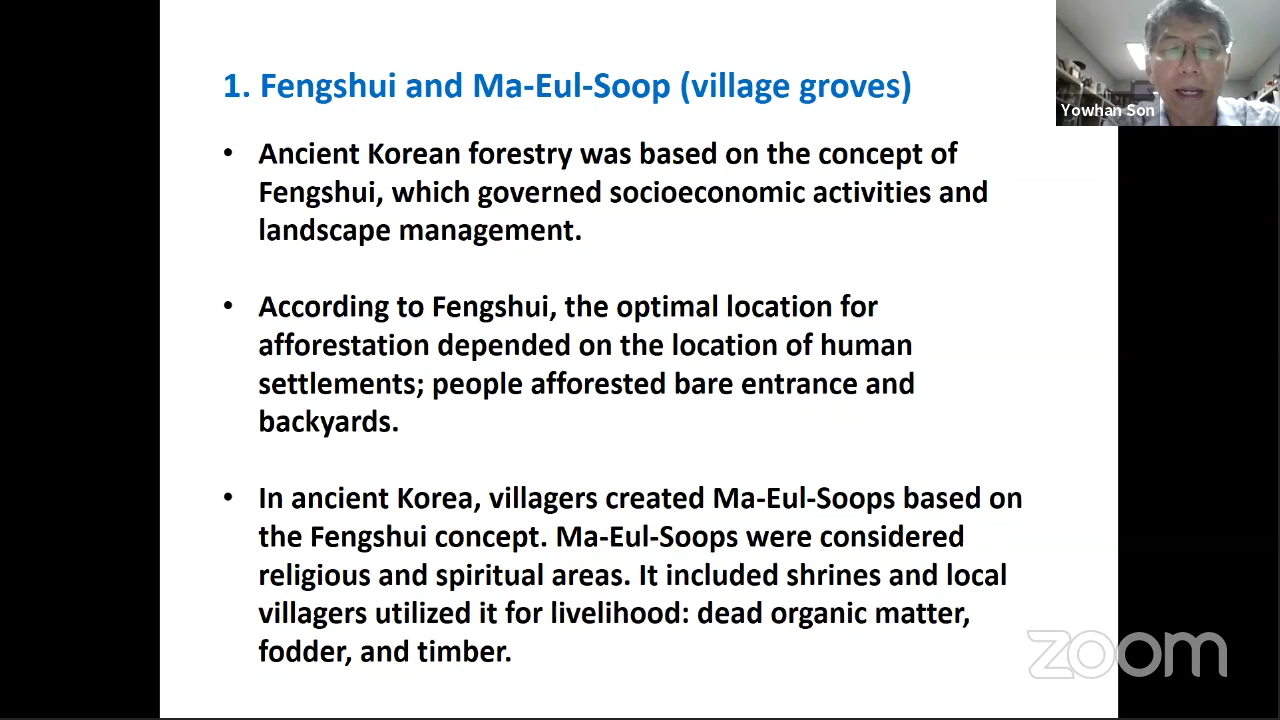 1. Fengshui and Ma-Eul-Soop (village groves)
Yowhan Son
• Ancient Korean forestry was based on the concept of
Fengshui, which governed socioeconomic activities and
landscape management.
• According to Fengshui, the optimal location for
afforestation depended on the location of human
settlements; people afforested bare entrance and
backyards.
• In ancient Korea, villagers created Ma-Eul-Soops based on
the Fengshui concept. Ma-Eul-Soops were considered
religious and spiritual areas. It included shrines and local
villagers utilized it for livelihood: dead organic matter,
fodder, and timber.
zoom